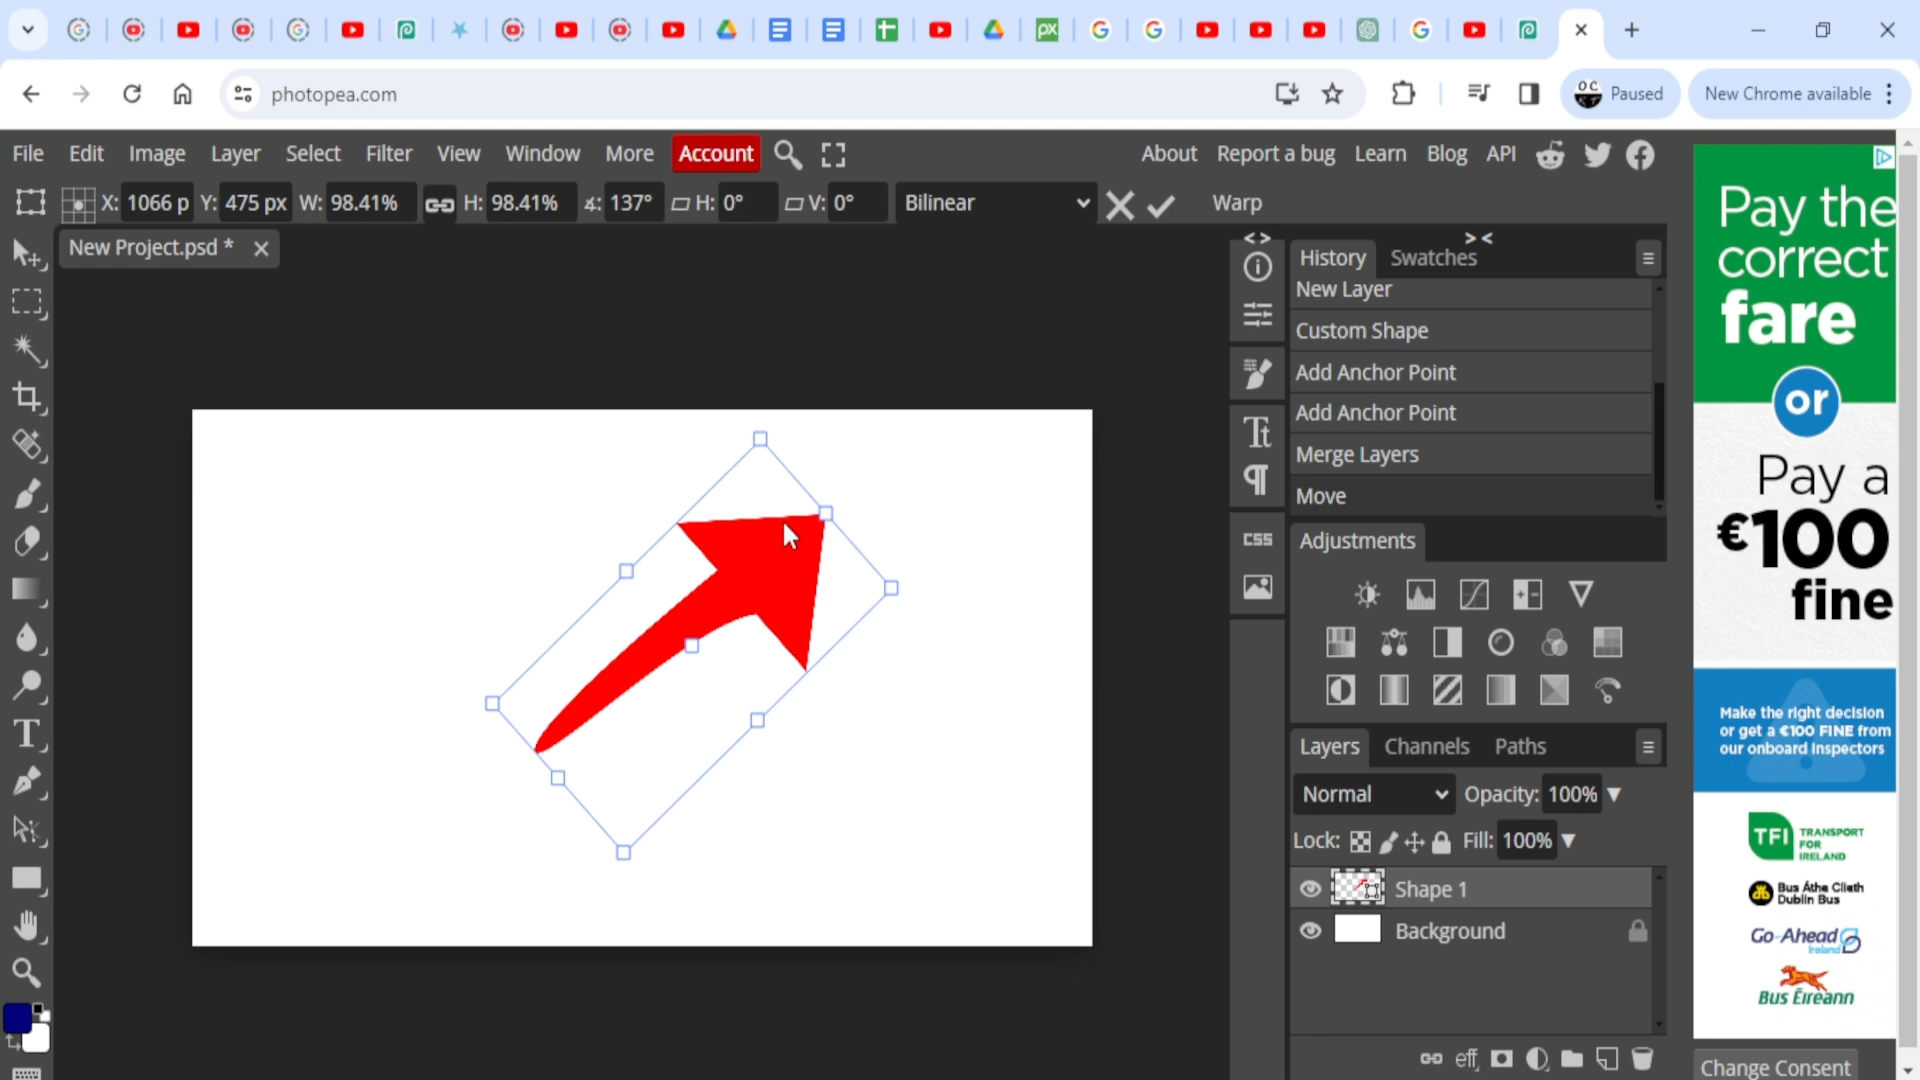 photopea.com
Paused
New Chrome available
File Edit Image Layer Select Filter View Window More Account
About Report a bug Learn Blog API
X: 1066 p Y: 475 px W: 98.41% H: 98.41% ∡: 137° H: 0° V: 0° Bilinear Warp
New Project.psd *
History Swatches
New Layer
Custom Shape
Add Anchor Point
Add Anchor Point
Merge Layers
Move
css
Adjustments
Layers Channels Paths
Normal Opacity: 100%
Lock: Fill: 100%
Shape 1
Background
eff
Pay the
correct
fare
or
Pay a
€100
fine
Make the right decision
or get a €100 FINE from
our onboard inspectors
TFI TRANSPORT
FOR
IRELAND
Bus Átha Cliath
Dublin Bus
Go-Ahead
Ireland
Bus Éireann
Change Consent